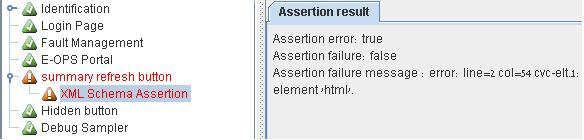 Identification
Login Page
Fault Management
E-OPS Portal
summary refresh button
XML Schema Assertion
Hidden button
Debug Sampler
Assertion result
Assertion error: true
Assertion failure: false
Assertion failure message : error: line=2 col=54 cvc-elt.1:
element 'html'.